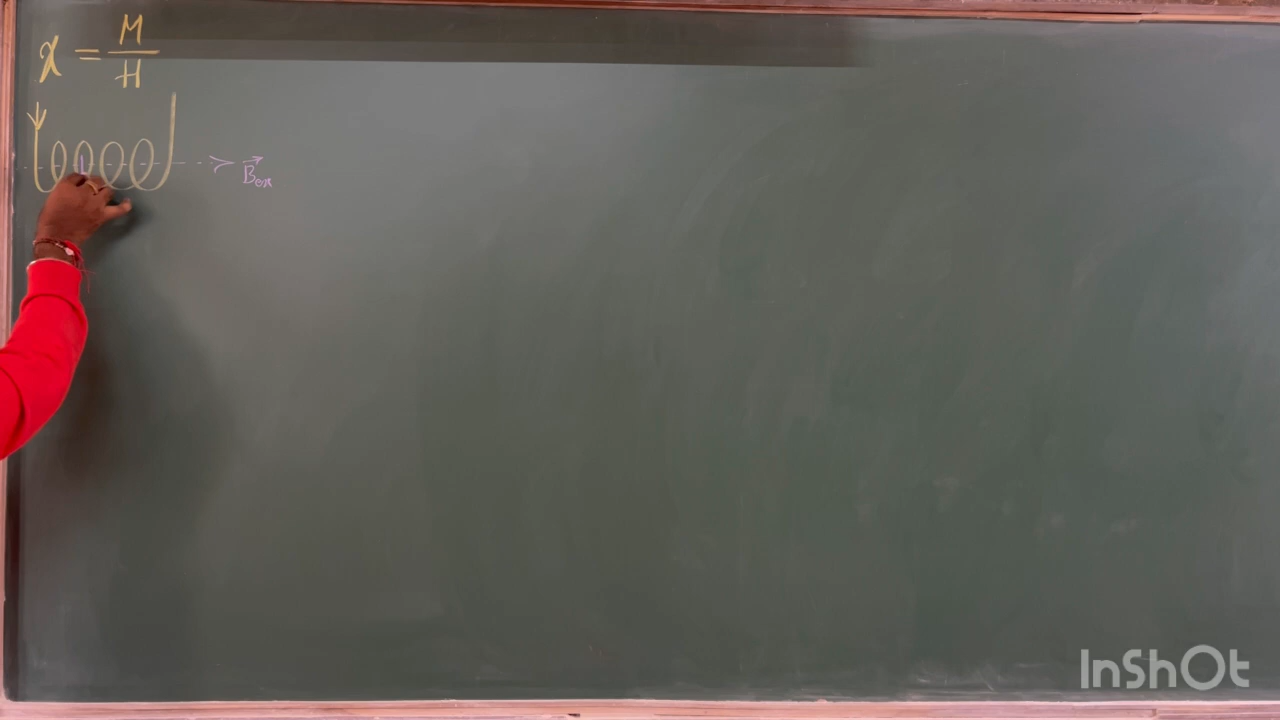 χ = M/H
B⃗ex
InShOt